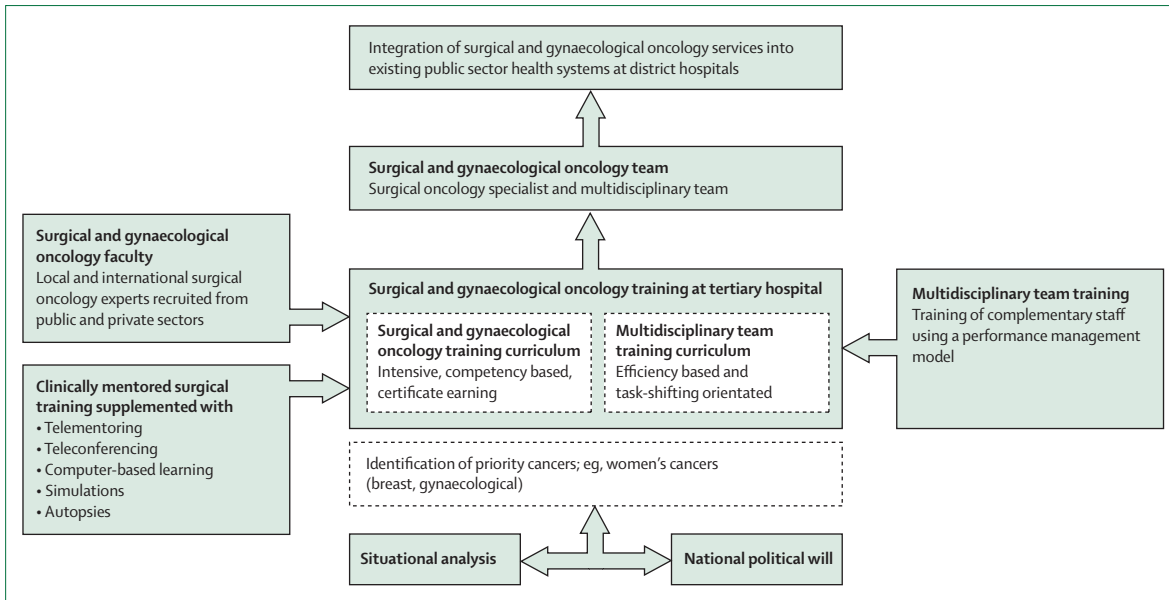 Integration of surgical and gynaecological oncology services into
existing public sector health systems at district hospitals
Surgical and gynaecological oncology team
Surgical oncology specialist and multidisciplinary team
Surgical and gynaecological
oncology faculty
Local and international surgical
oncology experts recruited from
public and private sectors
Clinically mentored surgical
training supplemented with
• Telementoring
• Teleconferencing
• Computer-based learning
• Simulations
• Autopsies
Surgical and gynaecological oncology training at tertiary hospital
Surgical and gynaecological
oncology training curriculum
Intensive, competency based,
certificate earning
Multidisciplinary team
training curriculum
Efficiency based and
task-shifting orientated
Multidisciplinary team training
Training of complementary staff
using a performance management
model
Identification of priority cancers; eg, women's cancers
(breast, gynaecological)
Situational analysis
National political will